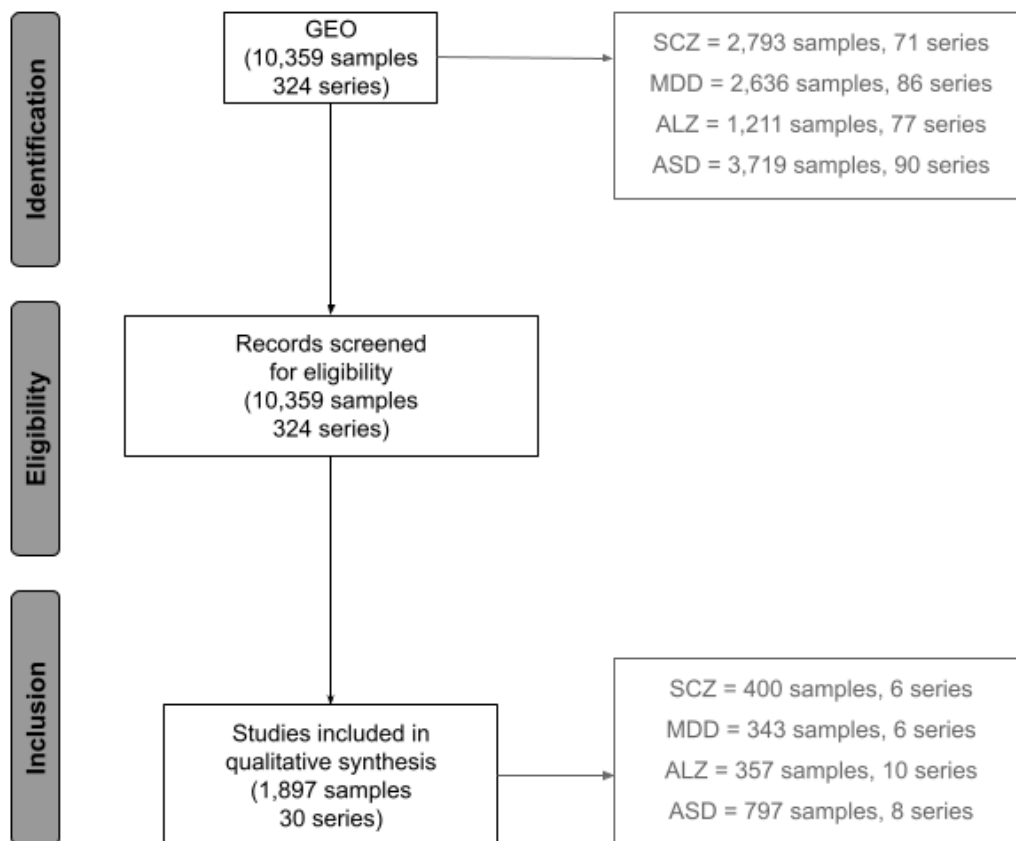 Identification
GEO
(10,359 samples
324 series)
SCZ = 2,793 samples, 71 series
MDD = 2,636 samples, 86 series
ALZ = 1,211 samples, 77 series
ASD = 3,719 samples, 90 series
Eligibility
Records screened
for eligibility
(10,359 samples
324 series)
Inclusion
Studies included in
qualitative synthesis
(1,897 samples
30 series)
SCZ = 400 samples, 6 series
MDD = 343 samples, 6 series
ALZ = 357 samples, 10 series
ASD = 797 samples, 8 series